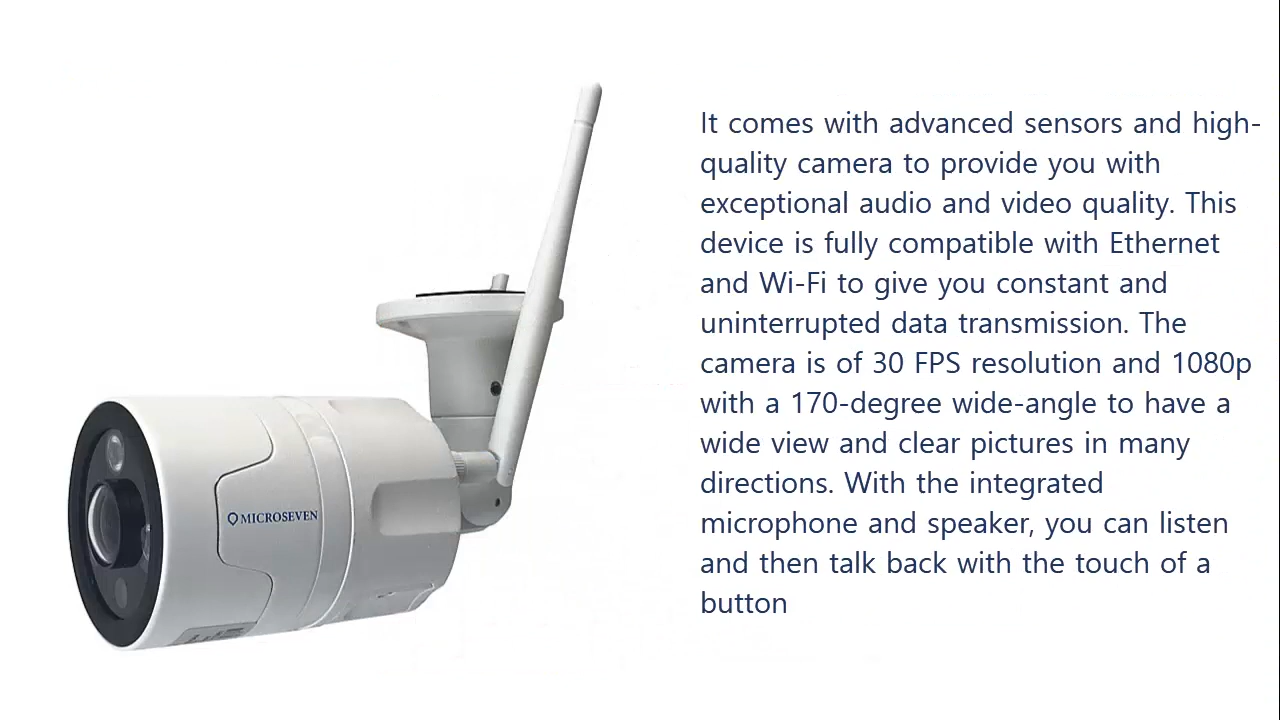 It comes with advanced sensors and high-
quality camera to provide you with
exceptional audio and video quality. This
device is fully compatible with Ethernet
and Wi-Fi to give you constant and
uninterrupted data transmission. The
camera is of 30 FPS resolution and 1080p
with a 170-degree wide-angle to have a
wide view and clear pictures in many
directions. With the integrated
microphone and speaker, you can listen
and then talk back with the touch of a
button
MICROSEVEN